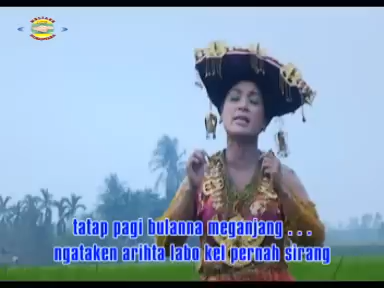 tatap pagi bulanna meganjang . . .
ngataken arihta labo kel pernah sirang